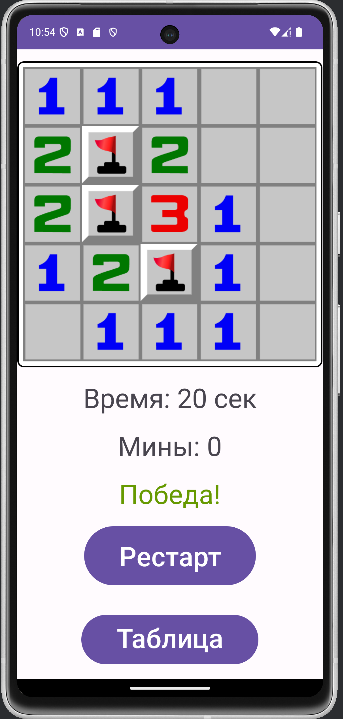 10:54
1 1 1
2 2
2 3 1
1 2 1
1 1 1
Время: 20 сек
Мины: 0
Победа!
Рестарт
Таблица